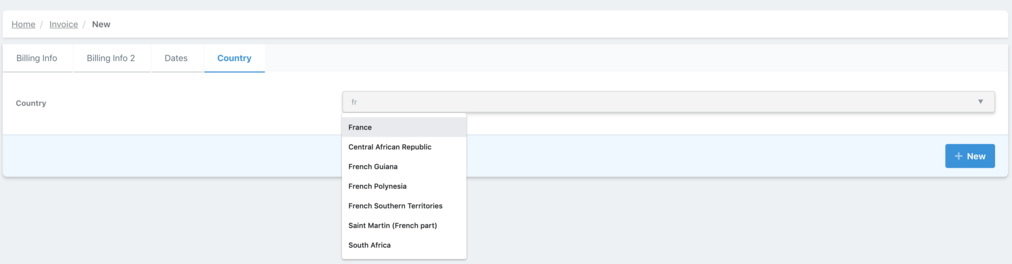 Home / Invoice / New
Billing Info Billing Info 2 Dates Country
Country fr
France
Central African Republic
+ New
French Guiana
French Polynesia
French Southern Territories
Saint Martin (French part)
South Africa